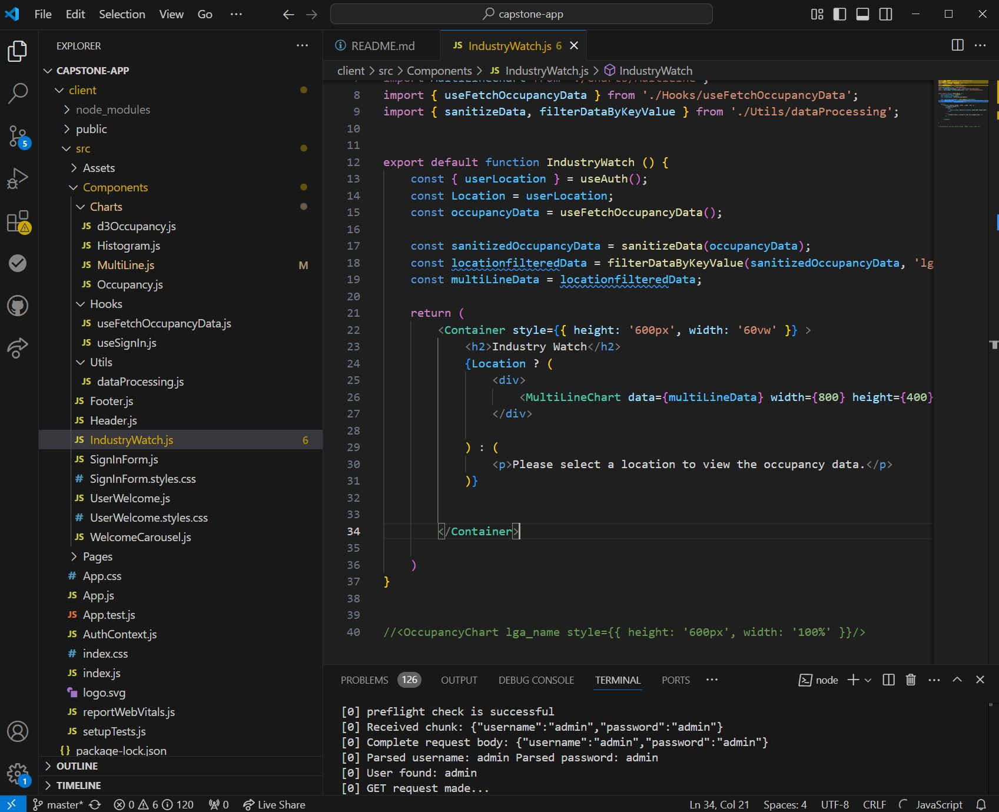 File Edit Selection View Go ··· capstone-app
EXPLORER ···
CAPSTONE-APP
client
node_modules
public
src
Assets
Components
Charts
JS d3Occupancy.js
JS Histogram.js
JS MultiLine.js M
JS Occupancy.js
Hooks
JS useFetchOccupancyData.js
JS useSignIn.js
Utils
JS dataProcessing.js
JS Footer.js
JS Header.js
JS IndustryWatch.js 6
JS SignInForm.js
# SignInForm.styles.css
JS UserWelcome.js
# UserWelcome.styles.css
JS WelcomeCarousel.js
Pages
# App.css
JS App.js
JS App.test.js
JS AuthContext.js
# index.css
JS index.js
logo.svg
JS reportWebVitals.js
JS setupTests.js
{} package-lock.json
OUTLINE
TIMELINE
5
1
README.md JS IndustryWatch.js 6
client > src > Components > JS IndustryWatch.js > IndustryWatch
7 import MultiLineChart from './Charts/MultiLine';
8 import { useFetchOccupancyData } from './Hooks/useFetchOccupancyData';
9 import { sanitizeData, filterDataByKeyValue } from './Utils/dataProcessing';
10
11
12 export default function IndustryWatch () {
13 const { userLocation } = useAuth();
14 const Location = userLocation;
15 const occupancyData = useFetchOccupancyData();
16
17 const sanitizedOccupancyData = sanitizeData(occupancyData);
18 const locationfilteredData = filterDataByKeyValue(sanitizedOccupancyData, 'lg
19 const multiLineData = locationfilteredData;
20
21 return (
22 <Container style={{ height: '600px', width: '60vw' }} >
23 <h2>Industry Watch</h2>
24 {Location ? (
25 <div>
26 <MultiLineChart data={multiLineData} width={800} height={400}
27 </div>
28
29 ) : (
30 <p>Please select a location to view the occupancy data.</p>
31 )}
32
33
34 </Container>
35
36 )
37 }
38
39
40 //<OccupancyChart lga_name style={{ height: '600px', width: '100%' }}/>
PROBLEMS 126 OUTPUT DEBUG CONSOLE TERMINAL PORTS ··· node
[0] preflight check is successful
[0] Received chunk: {"username":"admin","password":"admin"}
[0] Complete request body: {"username":"admin","password":"admin"}
[0] Parsed username: admin Parsed password: admin
[0] User found: admin
[0] GET request made...
master* 0 6 120 0 Live Share Ln 34, Col 21 Spaces: 4 UTF-8 CRLF JavaScript